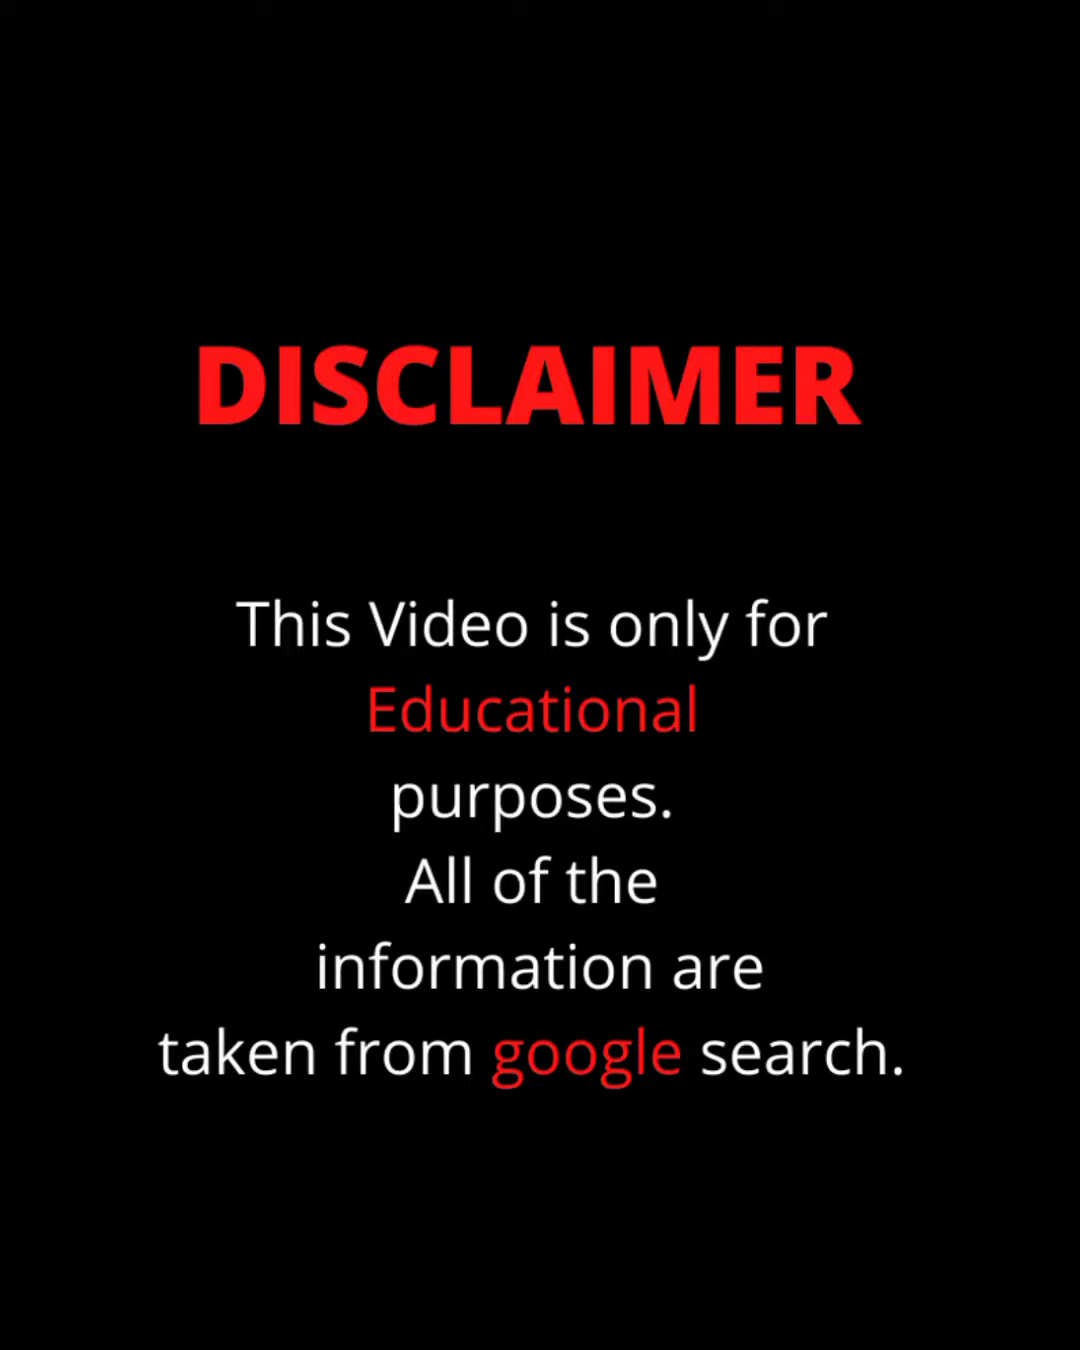 DISCLAIMER
This Video is only for
Educational
purposes.
All of the
information are
taken from google search.